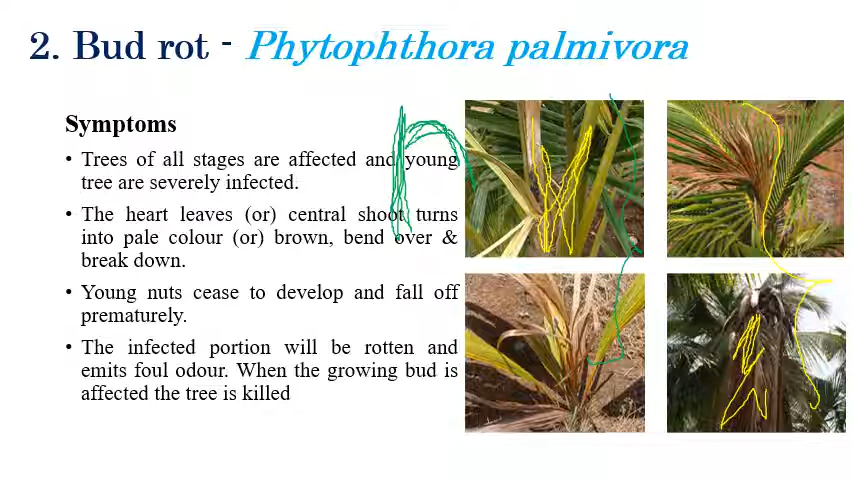 2. Bud rot - Phytophthora palmivora
Symptoms
• Trees of all stages are affected and young
tree are severely infected.
• The heart leaves (or) central shoot turns
into pale colour (or) brown, bend over &
break down.
• Young nuts cease to develop and fall off
prematurely.
• The infected portion will be rotten and
emits foul odour. When the growing bud is
affected the tree is killed